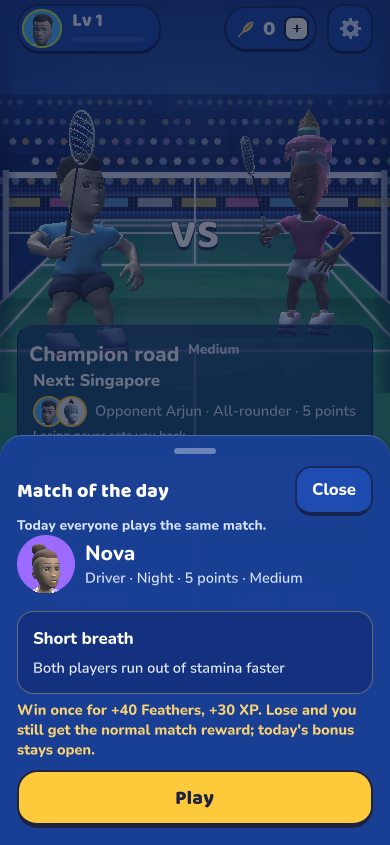 Lv 1
0
+
VS
Champion road Medium
Next: Singapore
Opponent Arjun · All-rounder · 5 points
Losing never sets you back
Match of the day
Close
Today everyone plays the same match.
Nova
Driver · Night · 5 points · Medium
Short breath
Both players run out of stamina faster
Win once for +40 Feathers, +30 XP. Lose and you
still get the normal match reward; today's bonus
stays open.
Play